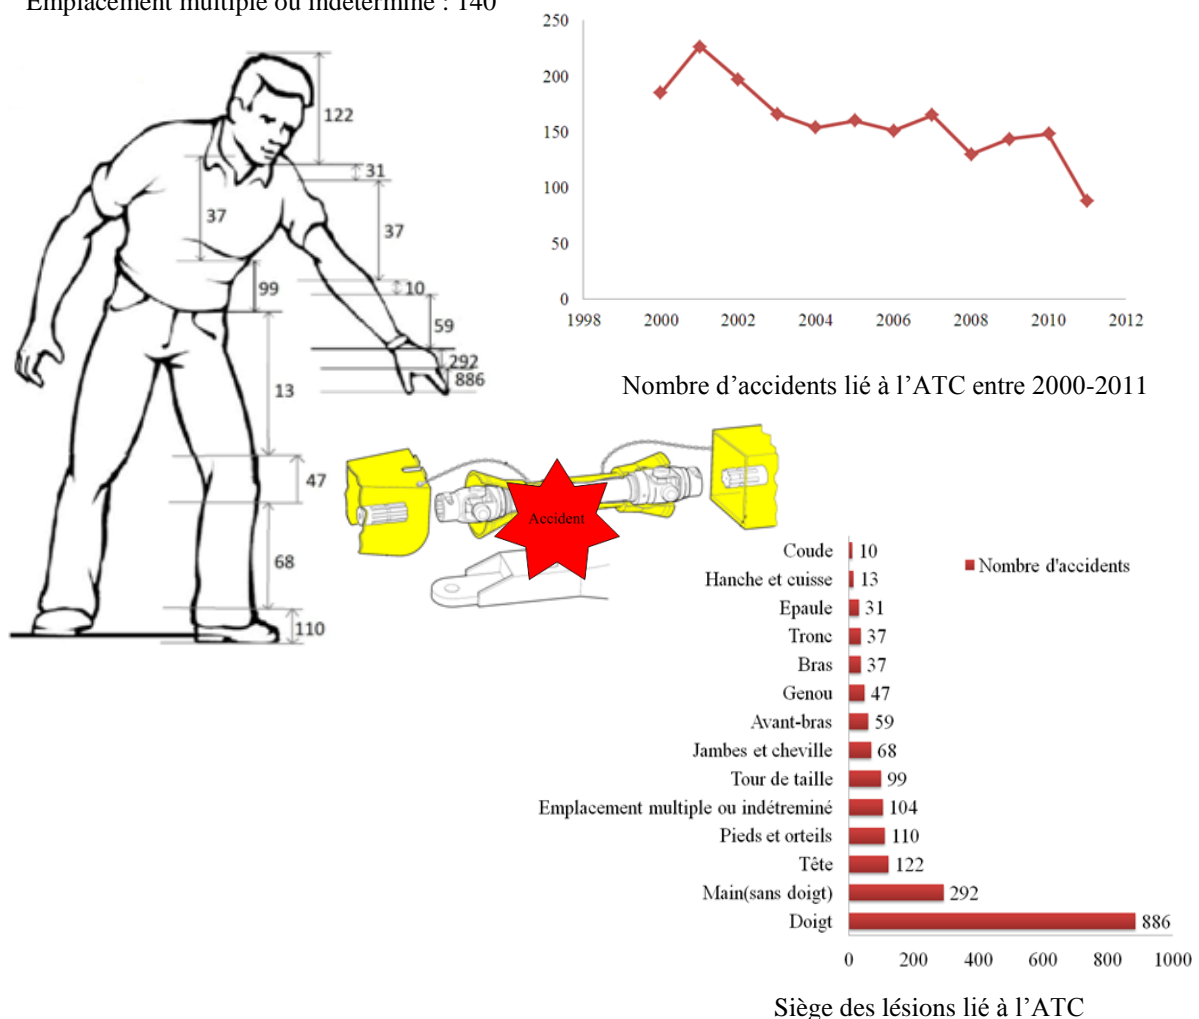 Emplacement multiple ou indéterminé : 140
122
31
37
37
99
10
59
292
886
13
47
68
110
250
200
150
100
50
0
1998 2000 2002 2004 2006 2008 2010 2012
Nombre d'accidents lié à l'ATC entre 2000-2011
Accident
Nombre d'accidents
Coude 10
Hanche et cuisse 13
Epaule 31
Tronc 37
Bras 37
Genou 47
Avant-bras 59
Jambes et cheville 68
Tour de taille 99
Emplacement multiple ou indétreminé 104
Pieds et orteils 110
Tête 122
Main(sans doigt) 292
Doigt 886
0 200 400 600 800 1000
Siège des lésions lié à l'ATC